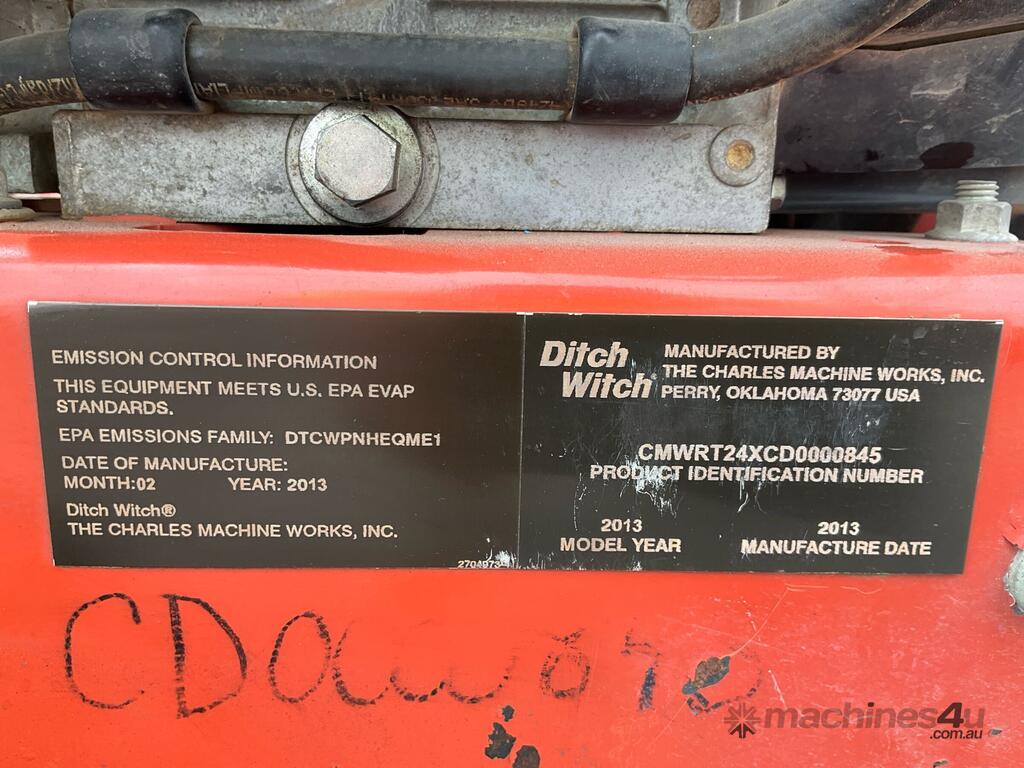 EMISSION CONTROL INFORMATION
THIS EQUIPMENT MEETS U.S. EPA EVAP
STANDARDS.
EPA EMISSIONS FAMILY: DTCWPNHEQME1
DATE OF MANUFACTURE:
MONTH:02 YEAR: 2013
Ditch Witch®
THE CHARLES MACHINE WORKS, INC.
Ditch
Witch
MANUFACTURED BY
THE CHARLES MACHINE WORKS, INC.
PERRY, OKLAHOMA 73077 USA
CMWRT24XCD0000845
PRODUCT IDENTIFICATION NUMBER
2013
MODEL YEAR
2013
MANUFACTURE DATE
machines4u
.com.au